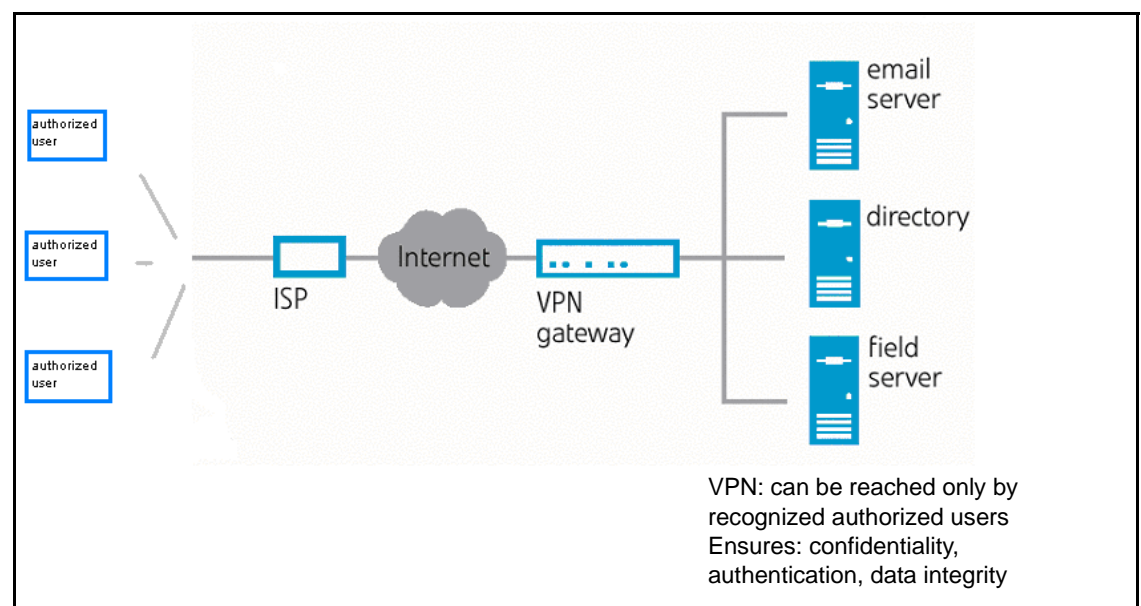 authorized
user
authorized
user
authorized
user
ISP
Internet
VPN
gateway
email
server
directory
field
server
VPN: can be reached only by
recognized authorized users
Ensures: confidentiality,
authentication, data integrity